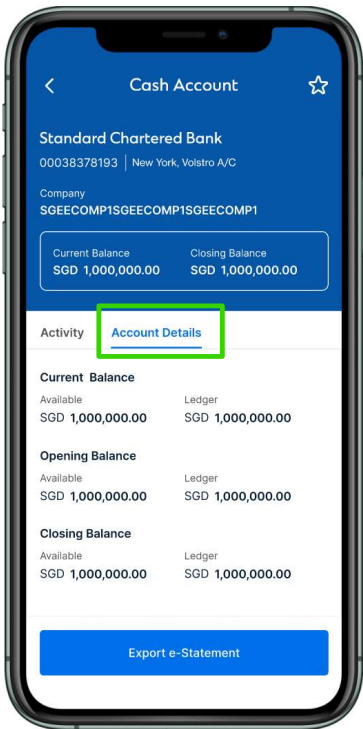 Cash Account
Standard Chartered Bank
00038378193 | New York, Volstro A/C
Company
SGEECOMP1SGEECOMP1SGEECOMP1
Current Balance Closing Balance
SGD 1,000,000.00 SGD 1,000,000.00
Activity Account Details
Current Balance
Available Ledger
SGD 1,000,000.00 SGD 1,000,000.00
Opening Balance
Available Ledger
SGD 1,000,000.00 SGD 1,000,000.00
Closing Balance
Available Ledger
SGD 1,000,000.00 SGD 1,000,000.00
Export e-Statement